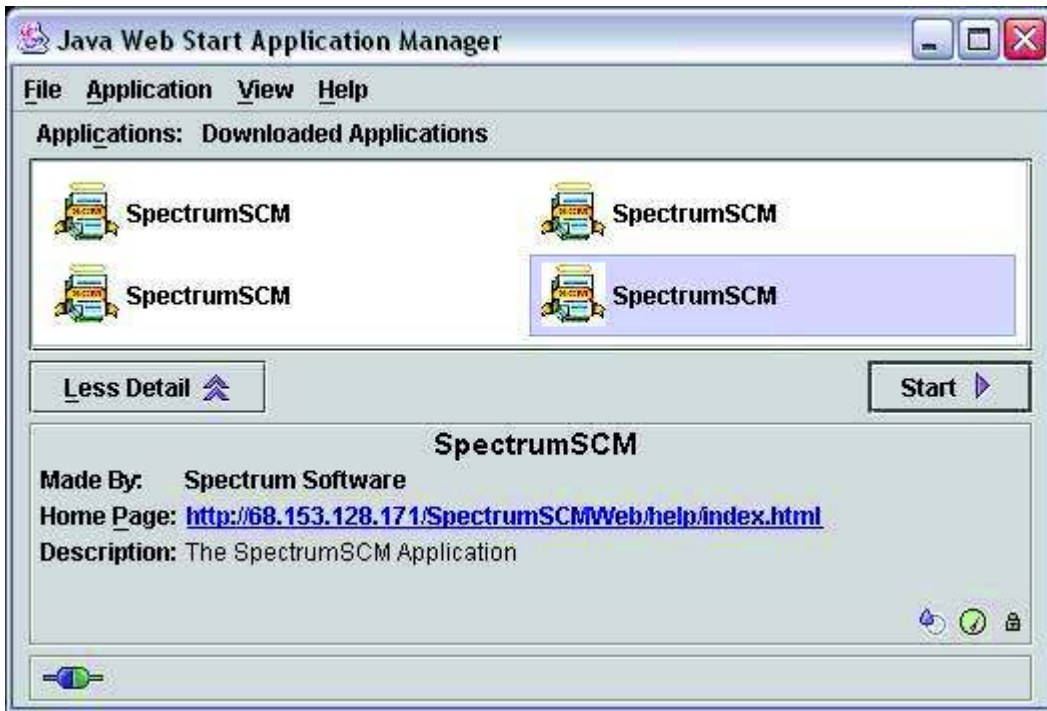 Java Web Start Application Manager
File Application View Help
Applications: Downloaded Applications
SpectrumSCM SpectrumSCM
SpectrumSCM SpectrumSCM
Less Detail Start
SpectrumSCM
Made By: Spectrum Software
Home Page: http://68.153.128.171/SpectrumSCMWeb/help/index.html
Description: The SpectrumSCM Application